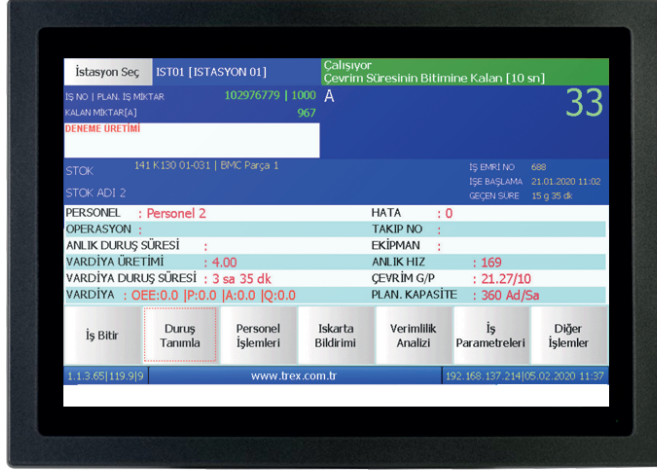 İstasyon Seç IST01 [ISTASYON 01] Çalışıyor
Çevrim Süresinin Bitimine Kalan [10 sn]
İŞ NO | PLAN. İŞ MİKTAR 102976779 | 1000 A 33
KALAN MİKTAR[A] 967
DENEME ÜRETİMİ
STOK 141 K130 01-031 | BMC Parça 1 İŞ EMRİ NO 688
İŞE BAŞLAMA 21.01.2020 11:02
STOK ADI 2 GEÇEN SÜRE 15 g 35 dk
PERSONEL : Personel 2 HATA : 0
OPERASYON : TAKIP NO :
ANLIK DURUŞ SÜRESİ : EKİPMAN :
VARDİYA ÜRETİMİ : 4.00 ANLIK HIZ : 169
VARDİYA DURUŞ SÜRESİ : 3 sa 35 dk ÇEVRİM G/P : 21.27/10
VARDİYA : OEE:0.0 |P:0.0 |A:0.0 |Q:0.0 PLAN. KAPASİTE : 360 Ad/Sa
İş Bitir Duruş Tanımla Personel İşlemleri Iskarta Bildirimi Verimlilik Analizi İş Parametreleri Diğer İşlemler
1.1.3.65|119.9|9 www.trex.com.tr 192.168.137.214|05.02.2020 11:37